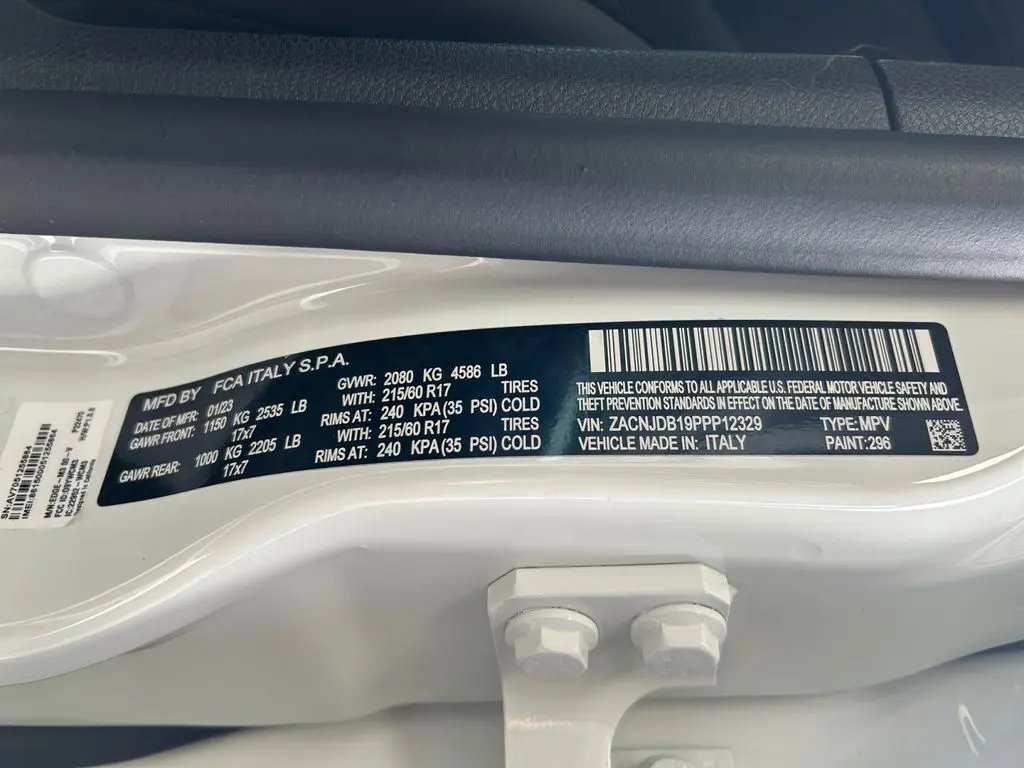 MFD BY FCA ITALY S.P.A.
DATE OF MFR: 01/23 GVWR: 2080 KG 4586 LB
GAWR FRONT: 1150 KG 2535 LB WITH: 215/60 R17 TIRES
17x7 RIMS AT: 240 KPA (35 PSI) COLD
GAWR REAR: 1000 KG 2205 LB WITH: 215/60 R17 TIRES
17x7 RIMS AT: 240 KPA (35 PSI) COLD
THIS VEHICLE CONFORMS TO ALL APPLICABLE U.S. FEDERAL MOTOR VEHICLE SAFETY AND
THEFT PREVENTION STANDARDS IN EFFECT ON THE DATE OF MANUFACTURE SHOWN ABOVE.
VIN: ZACNJDB19PPP12329 TYPE: MPV
VEHICLE MADE IN: ITALY PAINT: 296
Designed in California